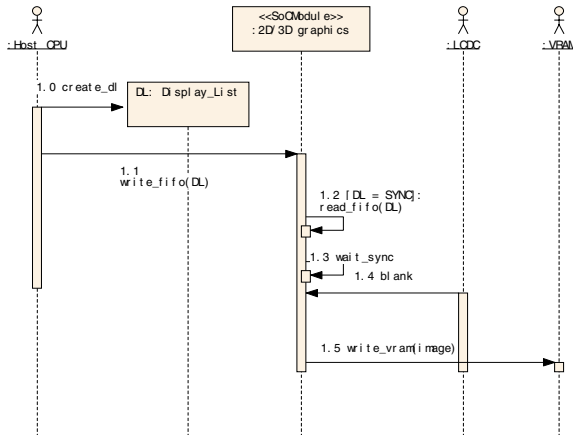 <<SoCModule>>
: Host_CPU
: 2D/3D graphics
: LCDC
: VRAM
1.0 create_dl
DL: Display_List
1.1
write_fifo(DL)
1.2 [DL = SYNC]:
read_fifo(DL)
1.3 wait_sync
1.4 blank
1.5 write_vram(image)